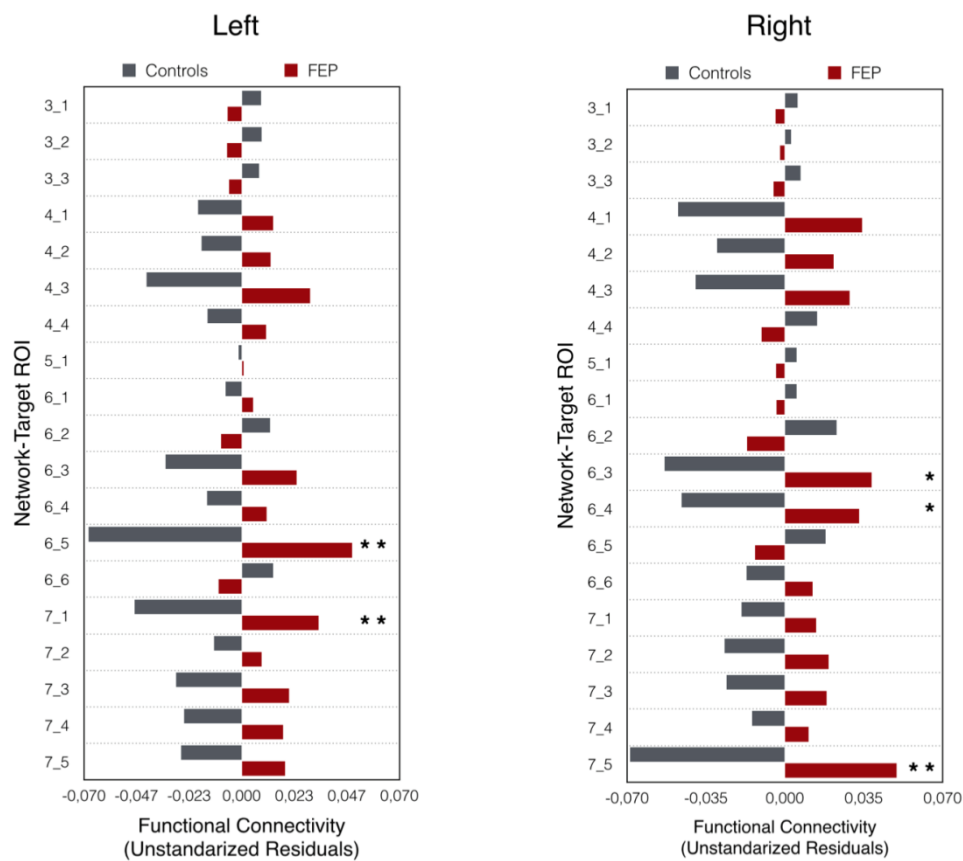 Left
Controls FEP
Network-Target ROI
3_1
3_2
3_3
4_1
4_2
4_3
4_4
5_1
6_1
6_2
6_3
6_4
6_5 * *
6_6
7_1 * *
7_2
7_3
7_4
7_5
-0,070 -0,047 -0,023 0,000 0,023 0,047 0,070
Functional Connectivity
(Unstandarized Residuals)
Right
Controls FEP
Network-Target ROI
3_1
3_2
3_3
4_1
4_2
4_3
4_4
5_1
6_1
6_2
6_3 *
6_4 *
6_5
6_6
7_1
7_2
7_3
7_4
7_5 * *
-0,070 -0,035 0,000 0,035 0,070
Functional Connectivity
(Unstandarized Residuals)